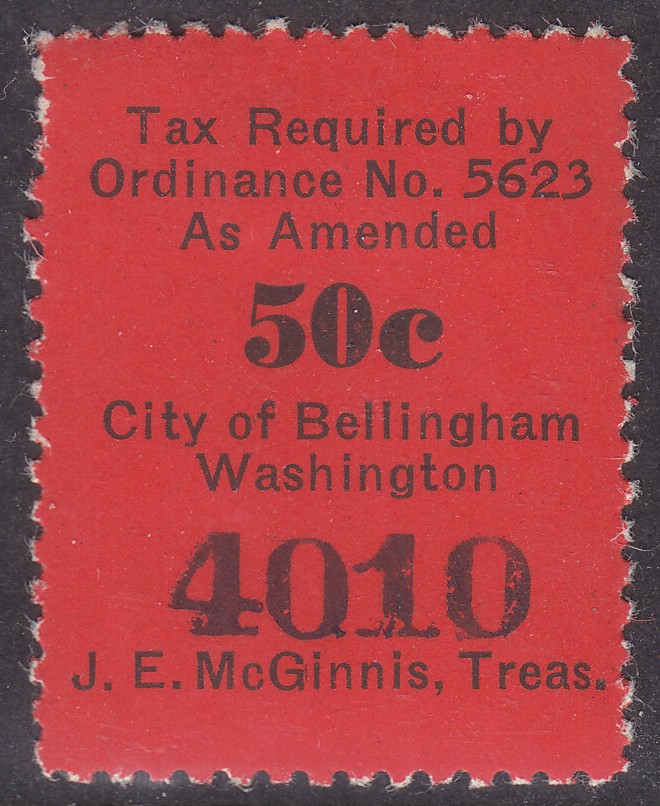 Tax Required by
Ordinance No. 5623
As Amended
50c
City of Bellingham
Washington
4010
J. E. McGinnis, Treas.